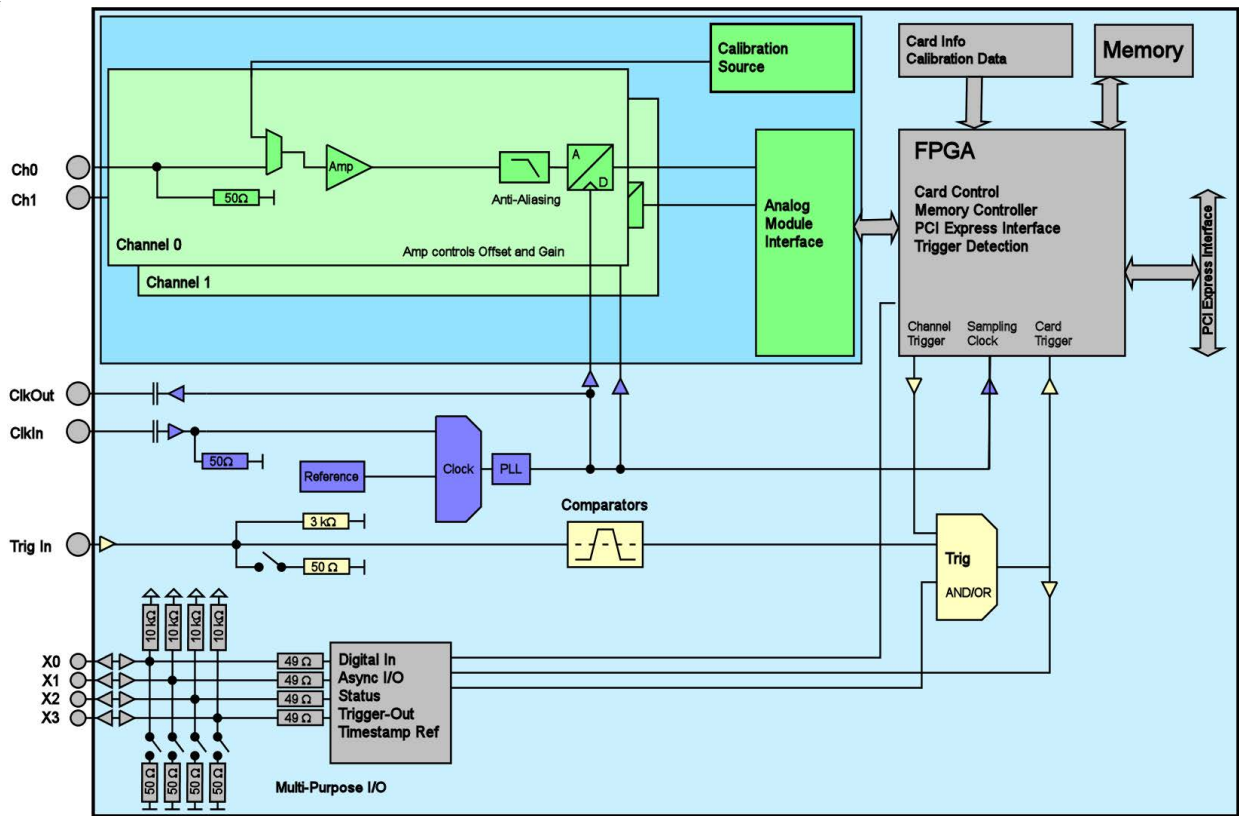 Calibration
Source
Card Info
Calibration Data
Memory
Ch0
Ch1
50Ω
Amp
Anti-Aliasing
A
D
Channel 0
Amp controls Offset and Gain
Channel 1
Analog
Module
Interface
FPGA
Card Control
Memory Controller
PCI Express Interface
Trigger Detection
Channel
Trigger
Sampling
Clock
Card
Trigger
PCI Express Interface
ClkOut
ClkIn
50Ω
Reference
Clock
PLL
Comparators
Trig In
3 kΩ
50 Ω
Trig
AND/OR
10 kΩ
10 kΩ
10 kΩ
10 kΩ
X0
X1
X2
X3
49 Ω
49 Ω
49 Ω
49 Ω
Digital In
Async I/O
Status
Trigger-Out
Timestamp Ref
50 Ω
50 Ω
50 Ω
50 Ω
Multi-Purpose I/O